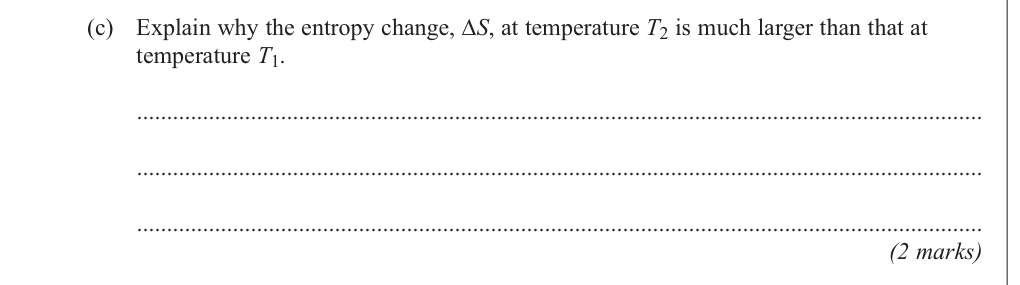 (c) Explain why the entropy change, ΔS, at temperature T₂ is much larger than that at
temperature T₁.
....................................................................................................................................................
....................................................................................................................................................
....................................................................................................................................................
(2 marks)